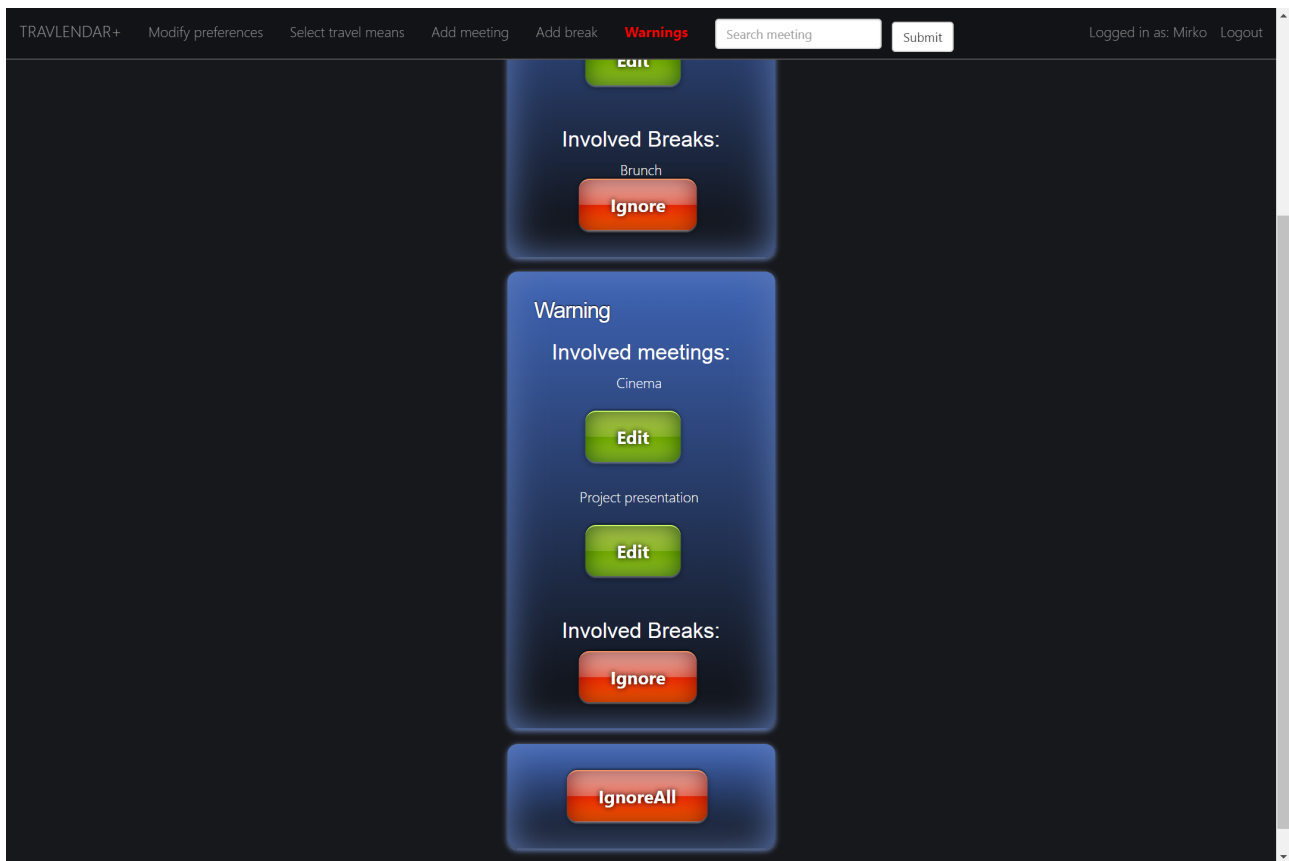 TRAVLENDAR+ Modify preferences Select travel means Add meeting Add break Warnings Search meeting Submit Logged in as: Mirko Logout
Edit
Involved Breaks:
Brunch
Ignore
Warning
Involved meetings:
Cinema
Edit
Project presentation
Edit
Involved Breaks:
Ignore
IgnoreAll